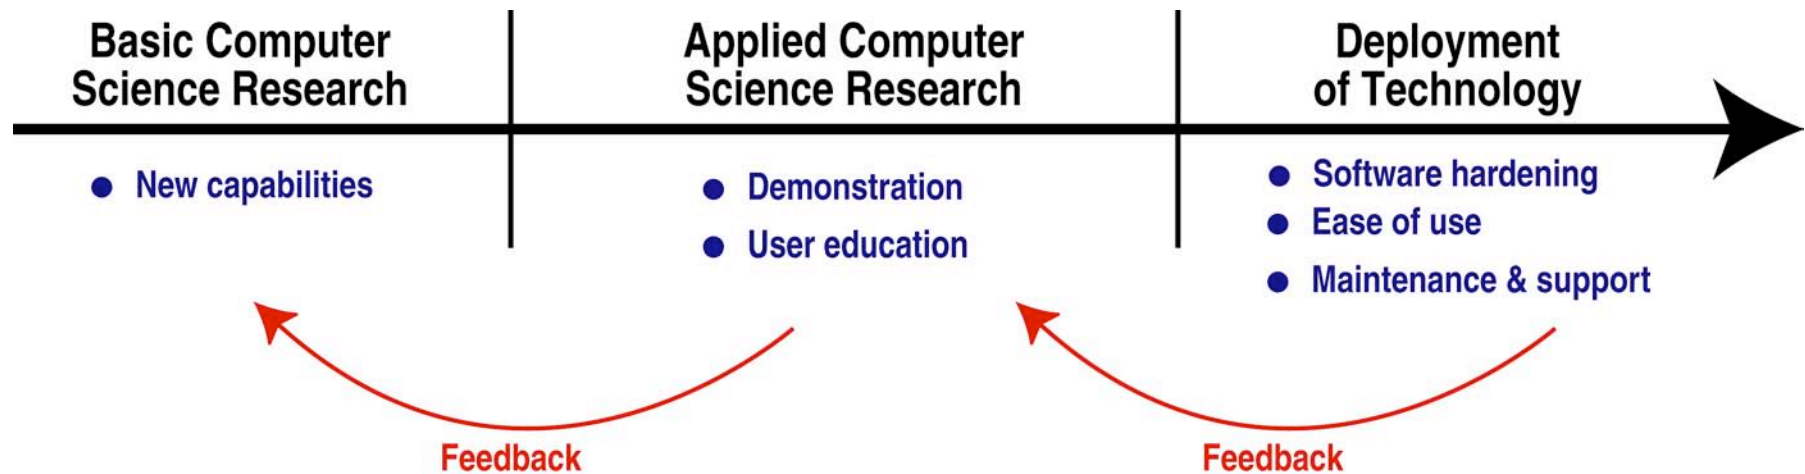 Basic Computer
Science Research
Applied Computer
Science Research
Deployment
of Technology
New capabilities
Demonstration
User education
Software hardening
Ease of use
Maintenance & support
Feedback
Feedback